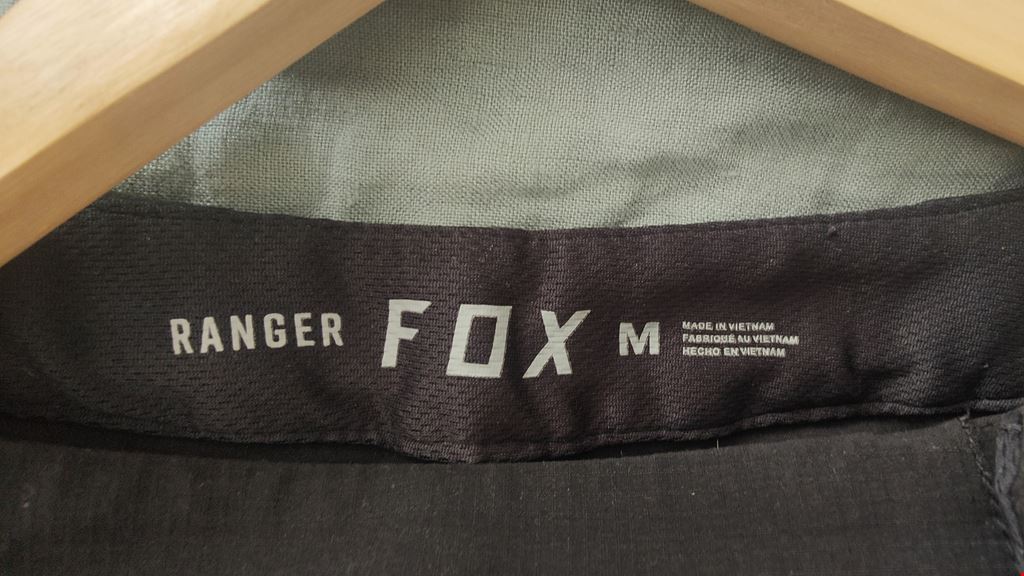 RANGER FOX M
MADE IN VIETNAM
FABRIQUÉ AU VIETNAM
HECHO EN VIETNAM